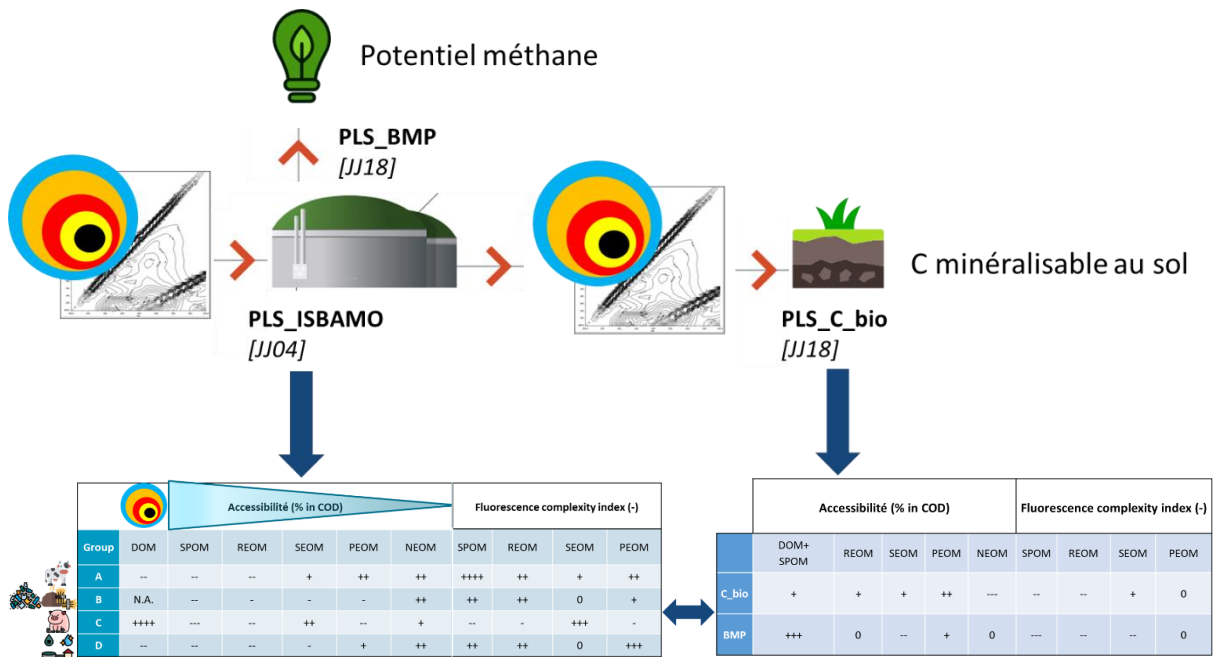 Potentiel méthane
PLS_BMP
[JJ18]
PLS_ISBAMO
[JJ04]
PLS_C_bio
[JJ18]
C minéralisable au sol
Accessibilité (% in COD) Fluorescence complexity index (-)
Group DOM SPOM REOM SEOM PEOM NEOM SPOM REOM SEOM PEOM
A -- -- -- + ++ ++ ++++ ++ + ++
B N.A. -- - - - ++ ++ ++ 0 +
C ++++ --- -- ++ -- + -- - +++ -
D -- -- -- - + ++ ++ ++ 0 +++
Accessibilité (% in COD) Fluorescence complexity index (-)
DOM+ SPOM REOM SEOM PEOM NEOM SPOM REOM SEOM PEOM
C_bio + + + ++ --- -- -- + 0
BMP +++ 0 -- + 0 --- -- -- 0